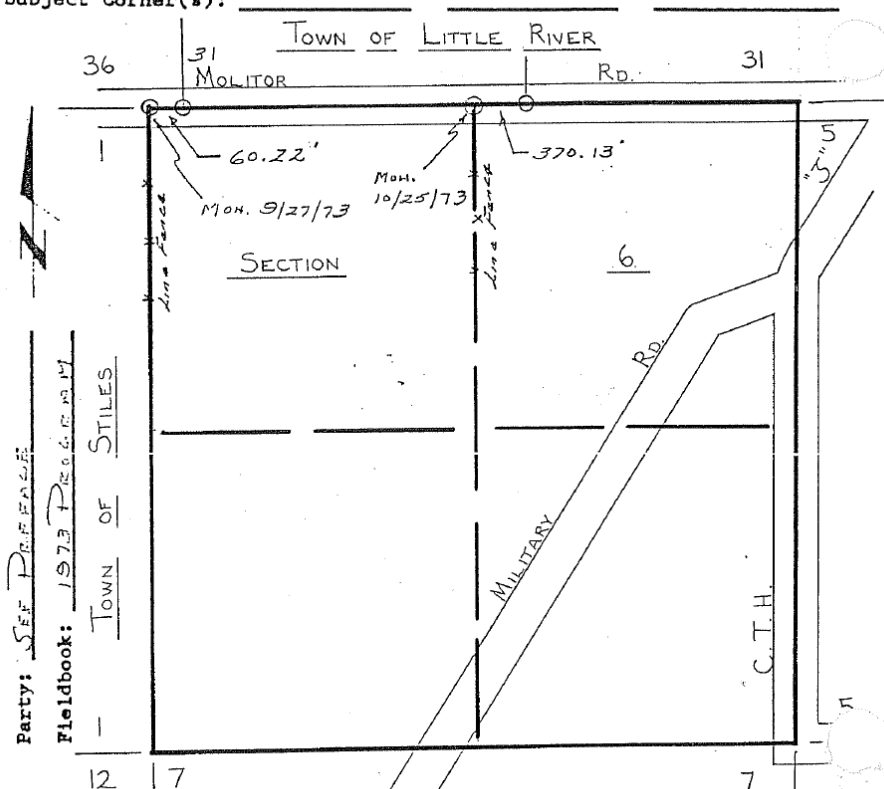 Subject Corner(s):
TOWN OF LITTLE RIVER
36
31
MOLITOR
RD.
31
1
60.22'
370.13'
5
"J"
MON. 9/27/73
MON.
10/25/73
Line Fence
Line Fence
N
SECTION
6
RD.
MILITARY
TOWN OF STILES
Party: SEE PREFACE
Fieldbook: 1973 PROGRAM
C.T.H.
1
5
12
7
7